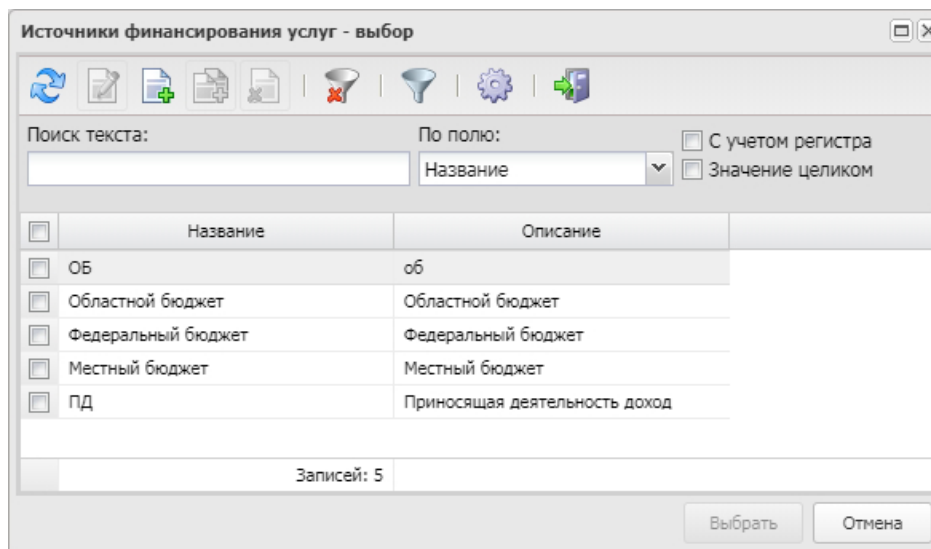 Источники финансирования услуг - выбор
Поиск текста:
По полю:
С учетом регистра
Название
Значение целиком
Название Описание
ОБ об
Областной бюджет Областной бюджет
Федеральный бюджет Федеральный бюджет
Местный бюджет Местный бюджет
ПД Приносящая деятельность доход
Записей: 5
Выбрать Отмена